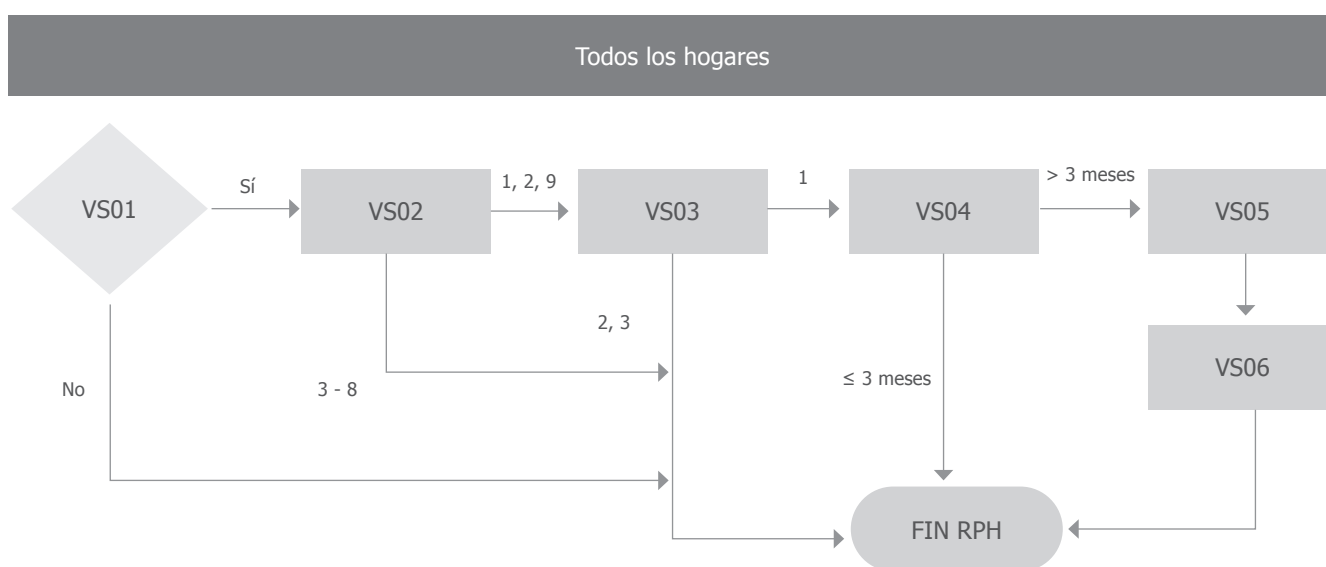 Todos los hogares
VS01
Sí
VS02
1, 2, 9
VS03
1
VS04
> 3 meses
VS05
2, 3
VS06
No
3 - 8
≤ 3 meses
FIN RPH